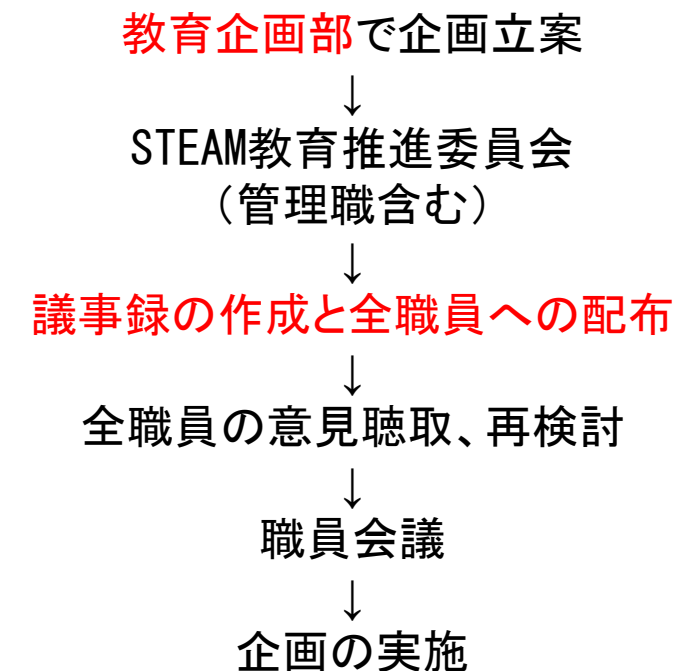 教育企画部で企画立案
↓
STEAM教育推進委員会
（管理職含む）
↓
議事録の作成と全職員への配布
↓
全職員の意見聴取、再検討
↓
職員会議
↓
企画の実施